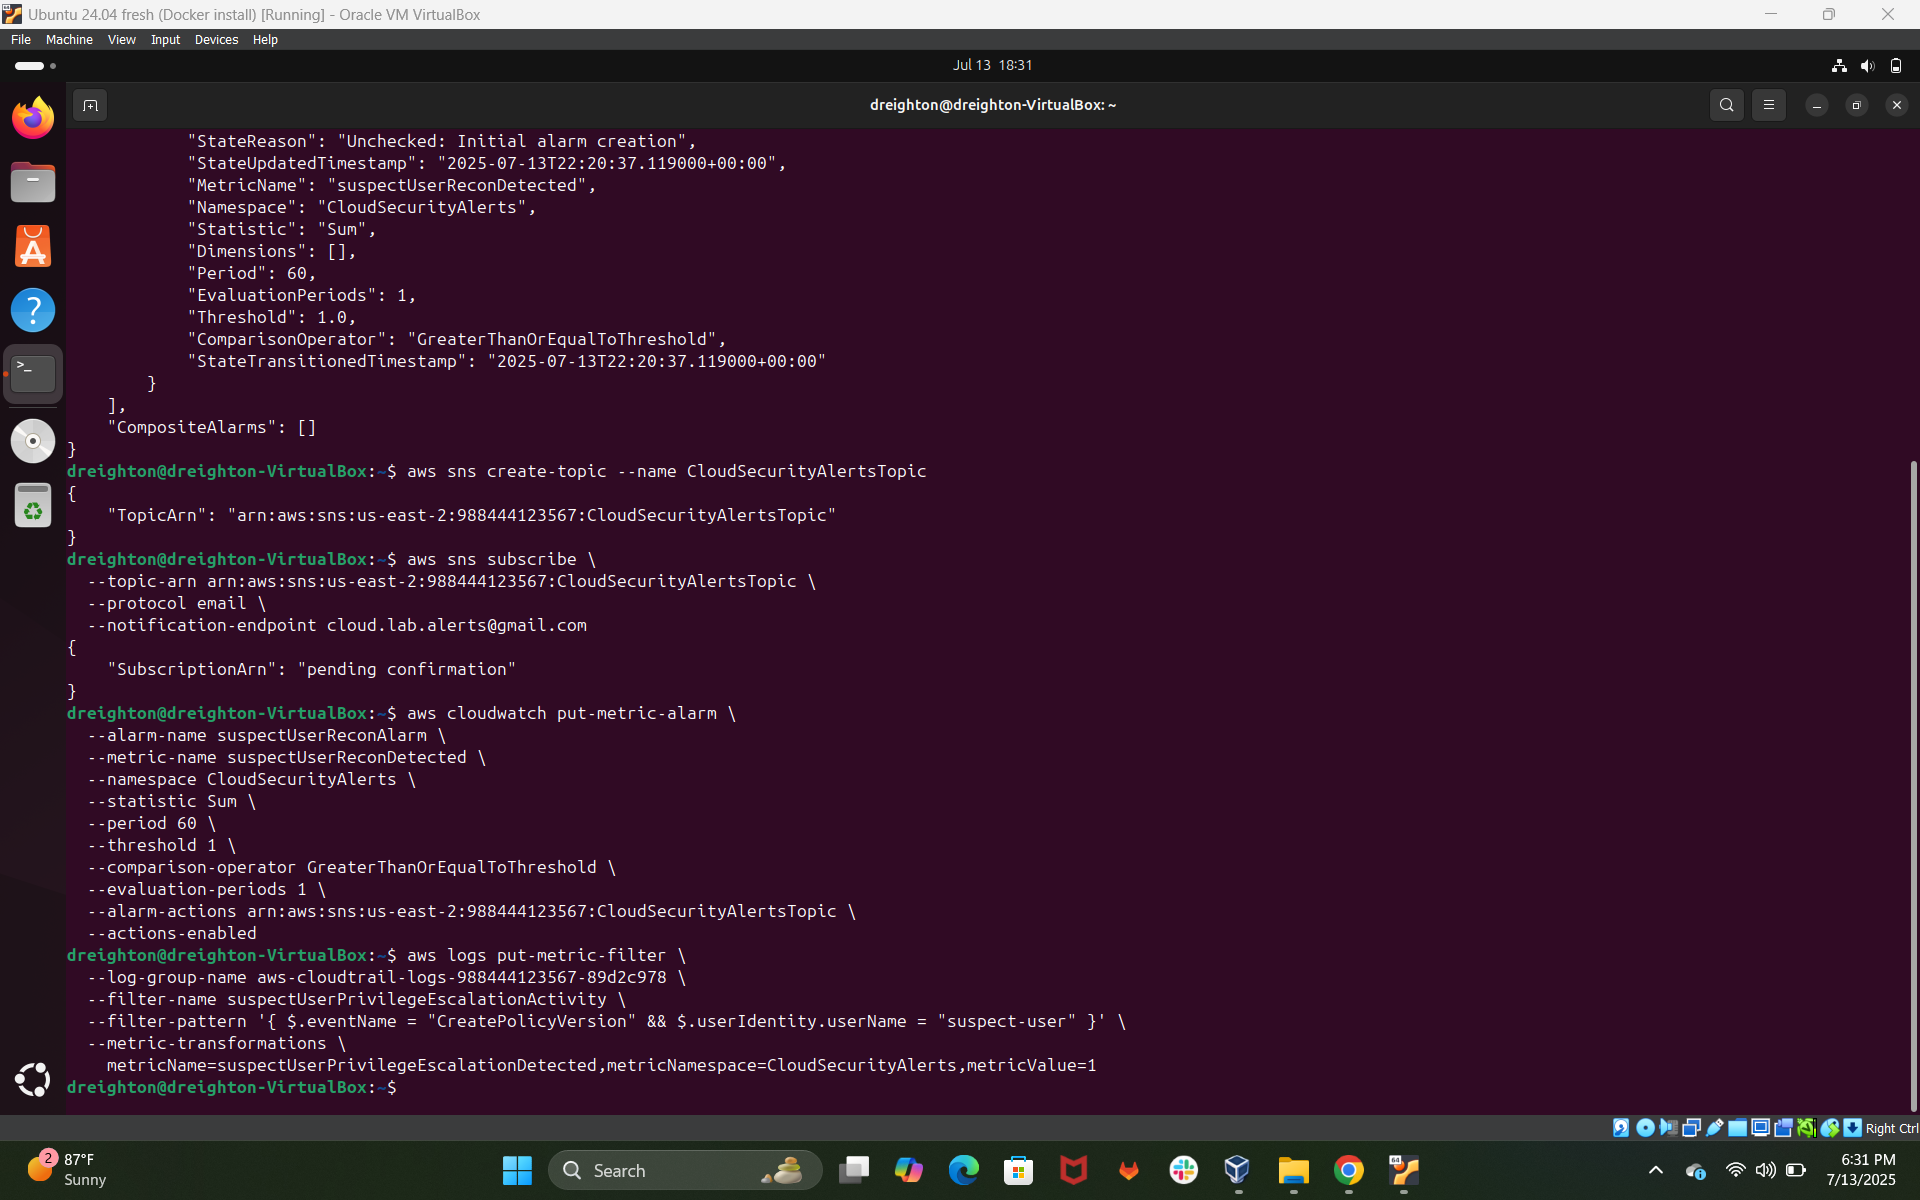 Ubuntu 24.04 fresh (Docker install) [Running] - Oracle VM VirtualBox
File Machine View Input Devices Help
Jul 13 18:31
dreighton@dreighton-VirtualBox: ~
"StateReason": "Unchecked: Initial alarm creation",
"StateUpdatedTimestamp": "2025-07-13T22:20:37.119000+00:00",
"MetricName": "suspectUserReconDetected",
"Namespace": "CloudSecurityAlerts",
"Statistic": "Sum",
"Dimensions": [],
"Period": 60,
"EvaluationPeriods": 1,
"Threshold": 1.0,
"ComparisonOperator": "GreaterThanOrEqualToThreshold",
"StateTransitionedTimestamp": "2025-07-13T22:20:37.119000+00:00"
}
],
"CompositeAlarms": []
}
dreighton@dreighton-VirtualBox:~$ aws sns create-topic --name CloudSecurityAlertsTopic
{
"TopicArn": "arn:aws:sns:us-east-2:988444123567:CloudSecurityAlertsTopic"
}
dreighton@dreighton-VirtualBox:~$ aws sns subscribe \
--topic-arn arn:aws:sns:us-east-2:988444123567:CloudSecurityAlertsTopic \
--protocol email \
--notification-endpoint cloud.lab.alerts@gmail.com
{
"SubscriptionArn": "pending confirmation"
}
dreighton@dreighton-VirtualBox:~$ aws cloudwatch put-metric-alarm \
--alarm-name suspectUserReconAlarm \
--metric-name suspectUserReconDetected \
--namespace CloudSecurityAlerts \
--statistic Sum \
--period 60 \
--threshold 1 \
--comparison-operator GreaterThanOrEqualToThreshold \
--evaluation-periods 1 \
--alarm-actions arn:aws:sns:us-east-2:988444123567:CloudSecurityAlertsTopic \
--actions-enabled
dreighton@dreighton-VirtualBox:~$ aws logs put-metric-filter \
--log-group-name aws-cloudtrail-logs-988444123567-89d2c978 \
--filter-name suspectUserPrivilegeEscalationActivity \
--filter-pattern '{ $.eventName = "CreatePolicyVersion" && $.userIdentity.userName = "suspect-user" }' \
--metric-transformations \
metricName=suspectUserPrivilegeEscalationDetected,metricNamespace=CloudSecurityAlerts,metricValue=1
dreighton@dreighton-VirtualBox:~$
Right Ctrl
2
87°F
Sunny
Search
6:31 PM
7/13/2025